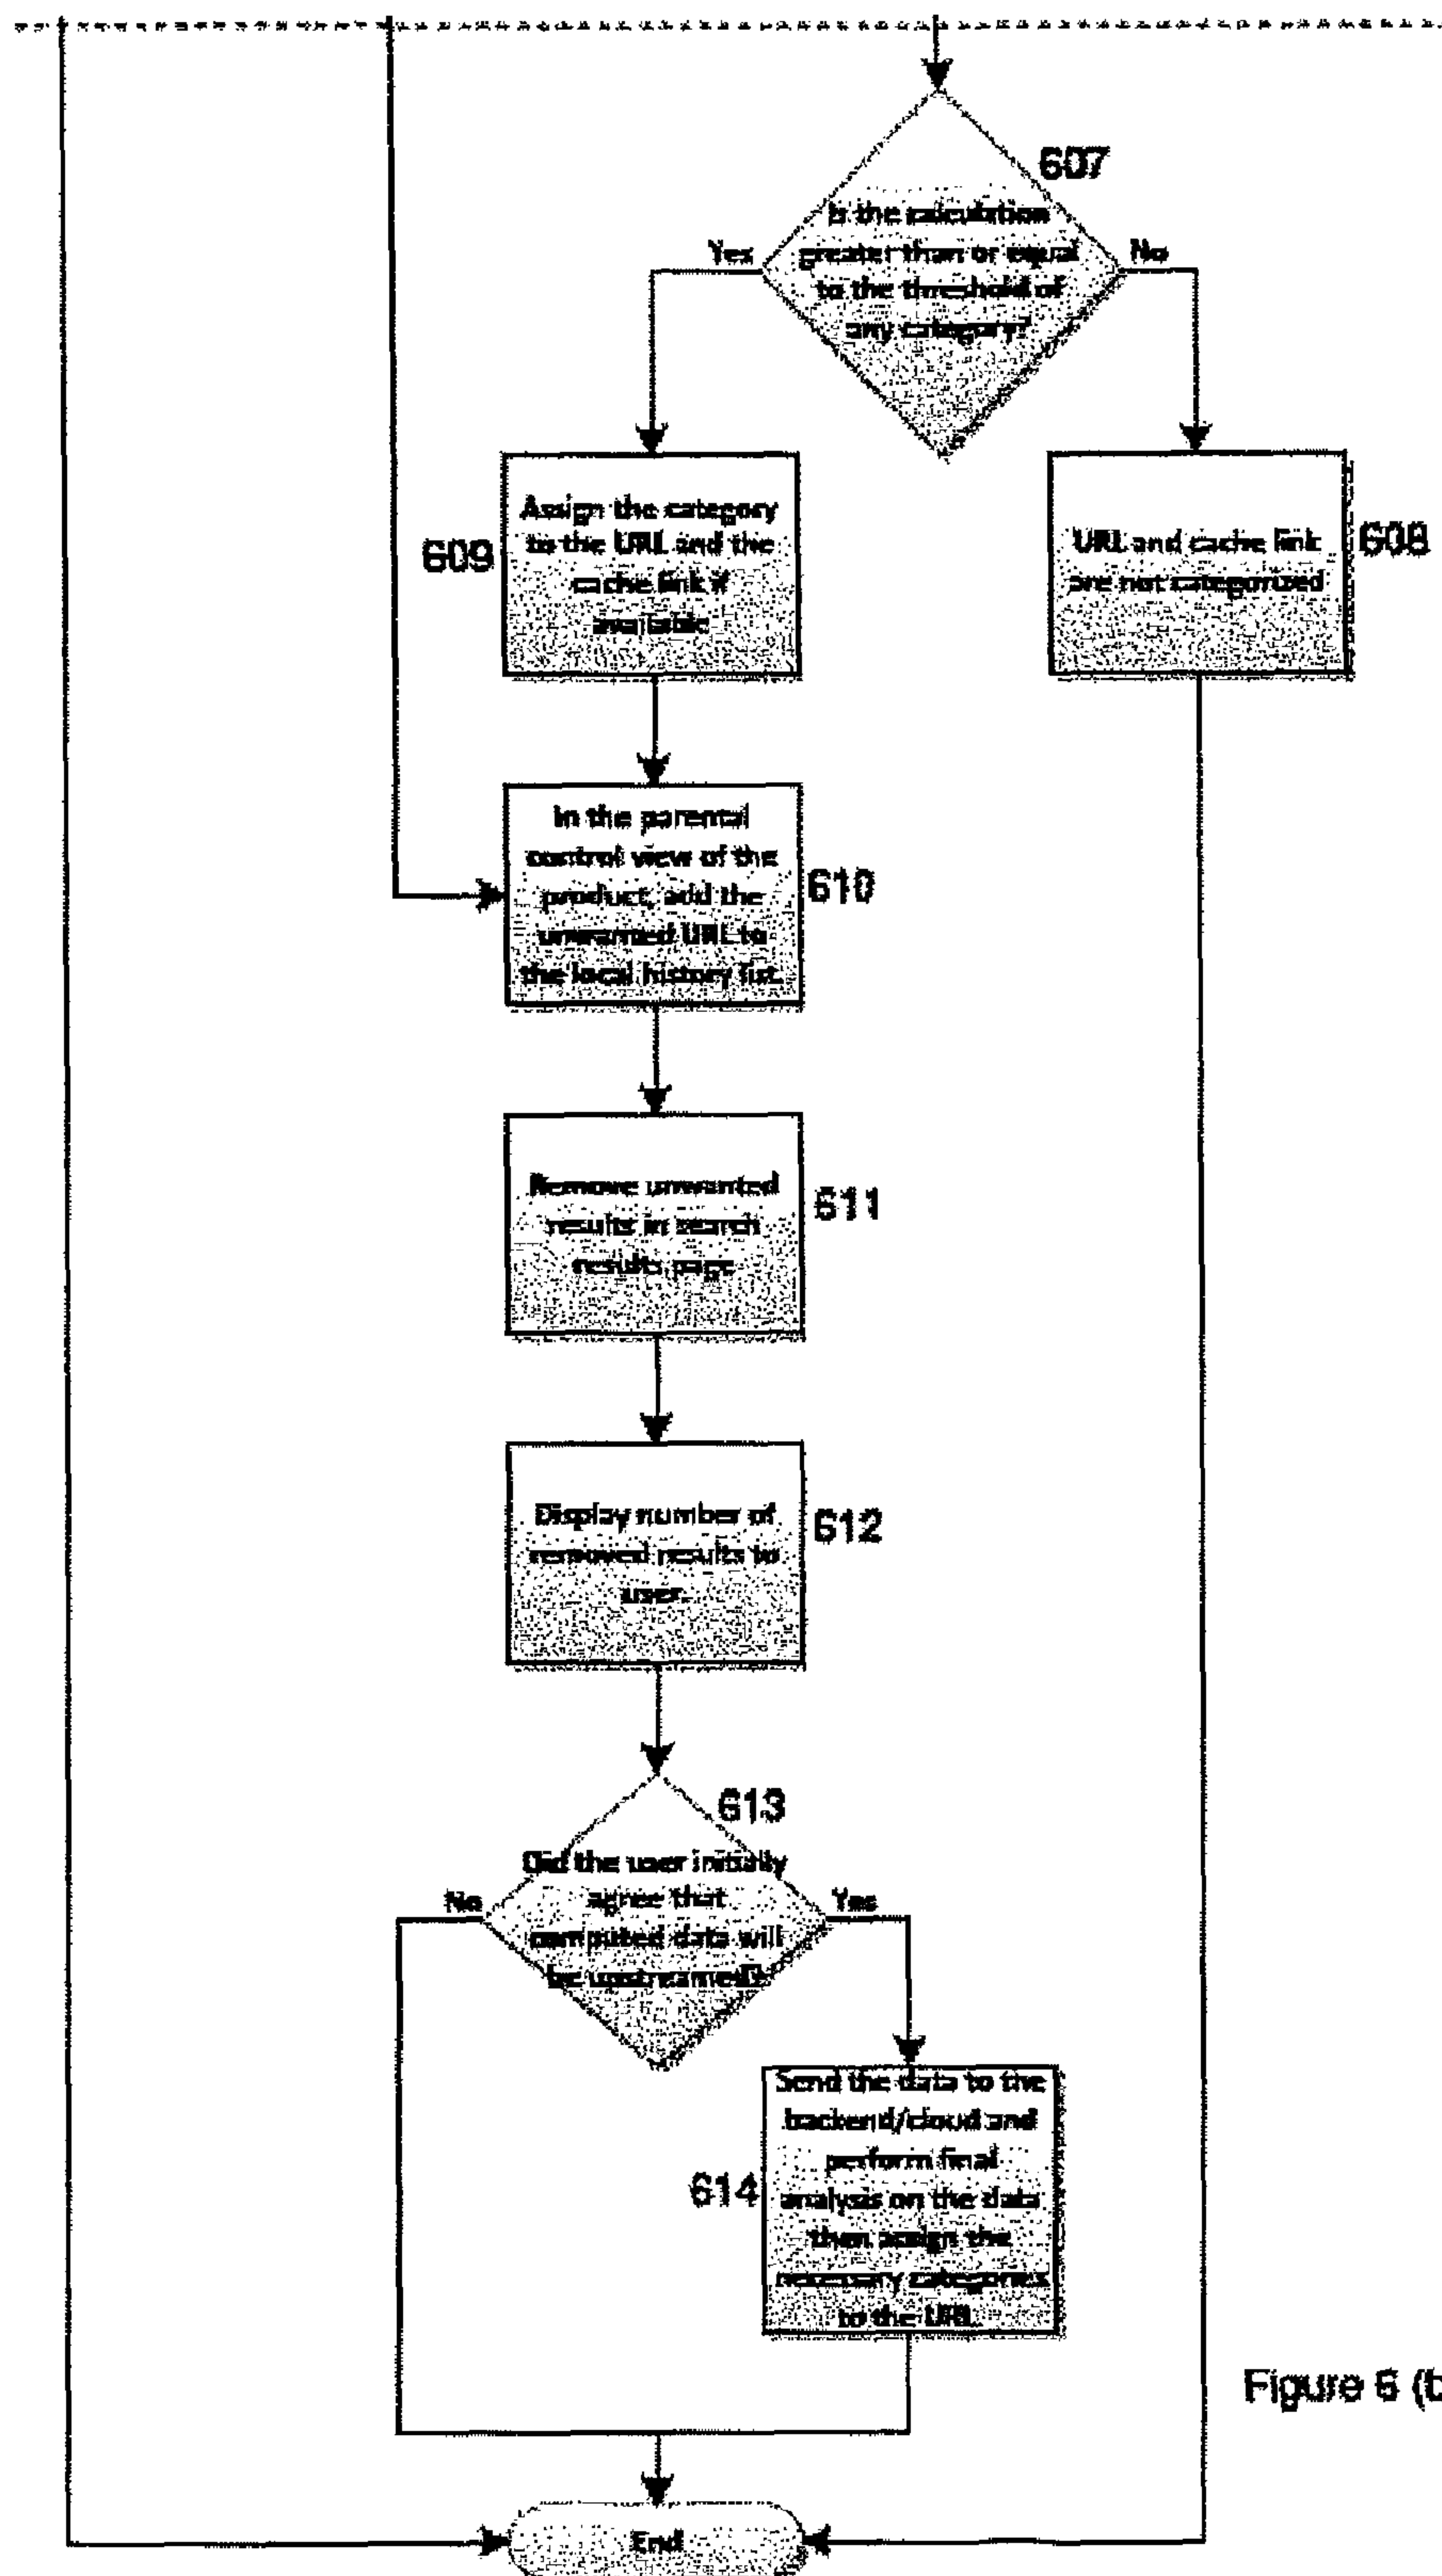 607
Is the calculation
greater than or equal
to the threshold of
any category?
Yes
No
609
Assign the category
to the URL and the
cache link if
available
URL and cache link
are not categorized
608
In the parental
control view of the
product, add the
unwanted URL to
the local history list.
610
Remove unwanted
results in search
results page
611
Display number of
removed results to
user.
612
613
Did the user initially
agree that
computed data will
be upstreamed?
No
Yes
614
Send the data to the
backend/cloud and
perform final
analysis on the data
then assign the
necessary categories
to the URL
Figure 6 (b
End